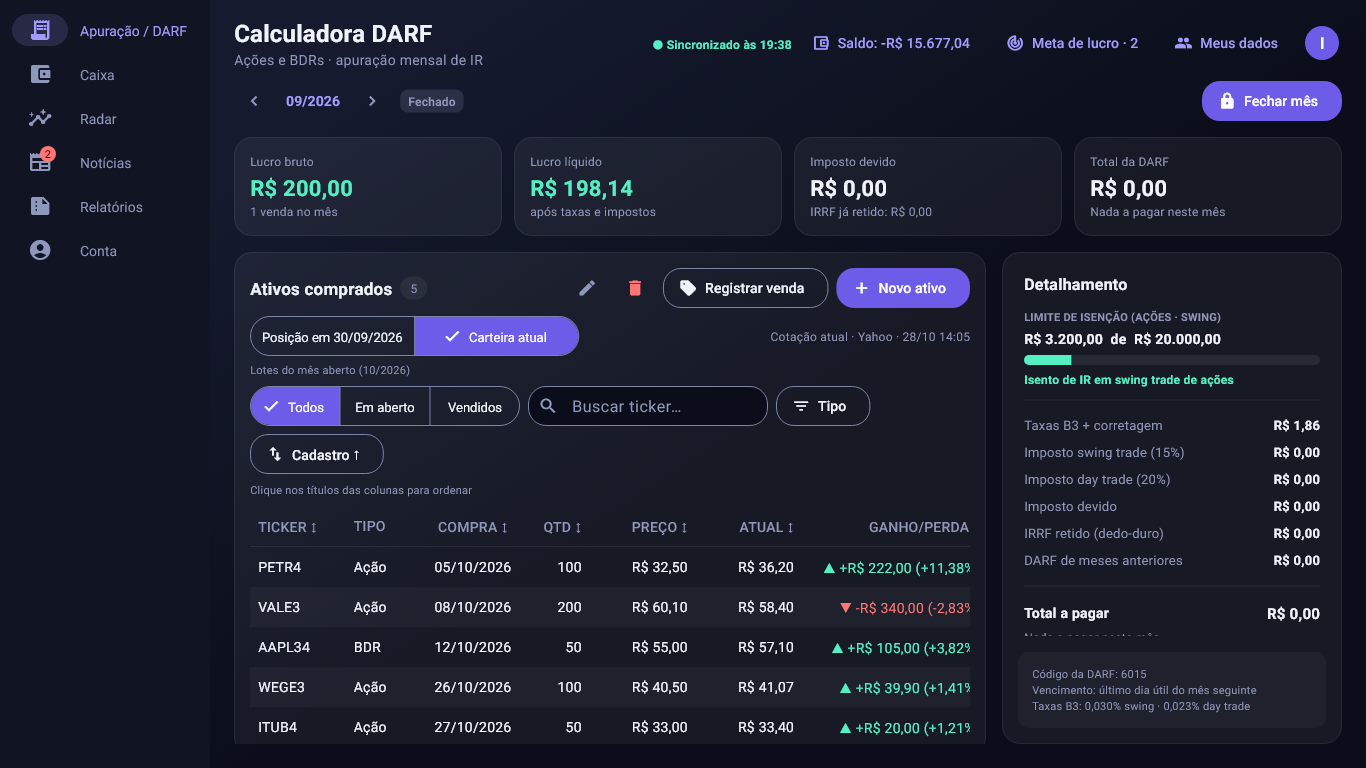 Apuração / DARF
Caixa
Radar
2
Notícias
Relatórios
Conta
Calculadora DARF
Ações e BDRs · apuração mensal de IR
Sincronizado às 19:38
Saldo: -R$ 15.677,04
Meta de lucro · 2
Meus dados
I
09/2026
Fechado
Fechar mês
Lucro bruto
R$ 200,00
1 venda no mês
Lucro líquido
R$ 198,14
após taxas e impostos
Imposto devido
R$ 0,00
IRRF já retido: R$ 0,00
Total da DARF
R$ 0,00
Nada a pagar neste mês
Ativos comprados 5
Registrar venda
+ Novo ativo
Posição em 30/09/2026
Carteira atual
Cotação atual · Yahoo · 28/10 14:05
Lotes do mês aberto (10/2026)
Todos
Em aberto
Vendidos
Buscar ticker...
Tipo
Cadastro ↑
Clique nos títulos das colunas para ordenar
TICKER ↕ TIPO COMPRA ↕ QTD ↕ PREÇO ↕ ATUAL ↕ GANHO/PERDA
PETR4 Ação 05/10/2026 100 R$ 32,50 R$ 36,20 ▲ +R$ 222,00 (+11,38%
VALE3 Ação 08/10/2026 200 R$ 60,10 R$ 58,40 ▼ -R$ 340,00 (-2,83%
AAPL34 BDR 12/10/2026 50 R$ 55,00 R$ 57,10 ▲ +R$ 105,00 (+3,82%
WEGE3 Ação 26/10/2026 100 R$ 40,50 R$ 41,07 ▲ +R$ 39,90 (+1,41%
ITUB4 Ação 27/10/2026 50 R$ 33,00 R$ 33,40 ▲ +R$ 20,00 (+1,21%
Detalhamento
LIMITE DE ISENÇÃO (AÇÕES · SWING)
R$ 3.200,00 de R$ 20.000,00
Isento de IR em swing trade de ações
Taxas B3 + corretagem R$ 1,86
Imposto swing trade (15%) R$ 0,00
Imposto day trade (20%) R$ 0,00
Imposto devido R$ 0,00
IRRF retido (dedo-duro) R$ 0,00
DARF de meses anteriores R$ 0,00
Total a pagar R$ 0,00
Código da DARF: 6015
Vencimento: último dia útil do mês seguinte
Taxas B3: 0,030% swing · 0,023% day trade